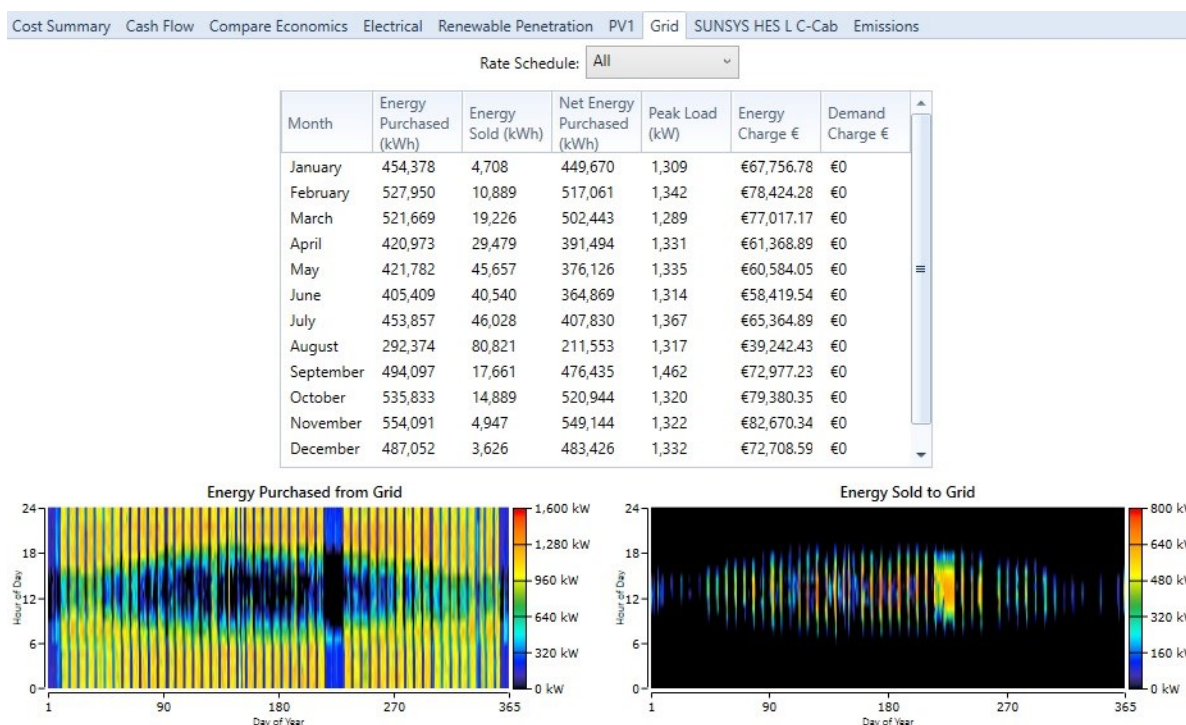 Cost Summary Cash Flow Compare Economics Electrical Renewable Penetration PV1 Grid SUNSYS HES L C-Cab Emissions
Rate Schedule: All
Month Energy Purchased (kWh) Energy Sold (kWh) Net Energy Purchased (kWh) Peak Load (kW) Energy Charge € Demand Charge €
January 454,378 4,708 449,670 1,309 €67,756.78 €0
February 527,950 10,889 517,061 1,342 €78,424.28 €0
March 521,669 19,226 502,443 1,289 €77,017.17 €0
April 420,973 29,479 391,494 1,331 €61,368.89 €0
May 421,782 45,657 376,126 1,335 €60,584.05 €0
June 405,409 40,540 364,869 1,314 €58,419.54 €0
July 453,857 46,028 407,830 1,367 €65,364.89 €0
August 292,374 80,821 211,553 1,317 €39,242.43 €0
September 494,097 17,661 476,435 1,462 €72,977.23 €0
October 535,833 14,889 520,944 1,320 €79,380.35 €0
November 554,091 4,947 549,144 1,322 €82,670.34 €0
December 487,052 3,626 483,426 1,332 €72,708.59 €0
Energy Purchased from Grid
24
18
12
6
0
Hour of Day
1 90 180 270 365
Day of Year
1,600 kW
1,280 kW
960 kW
640 kW
320 kW
0 kW
Energy Sold to Grid
24
18
12
6
0
Hour of Day
1 90 180 270 365
Day of Year
800 kW
640 kW
480 kW
320 kW
160 kW
0 kW